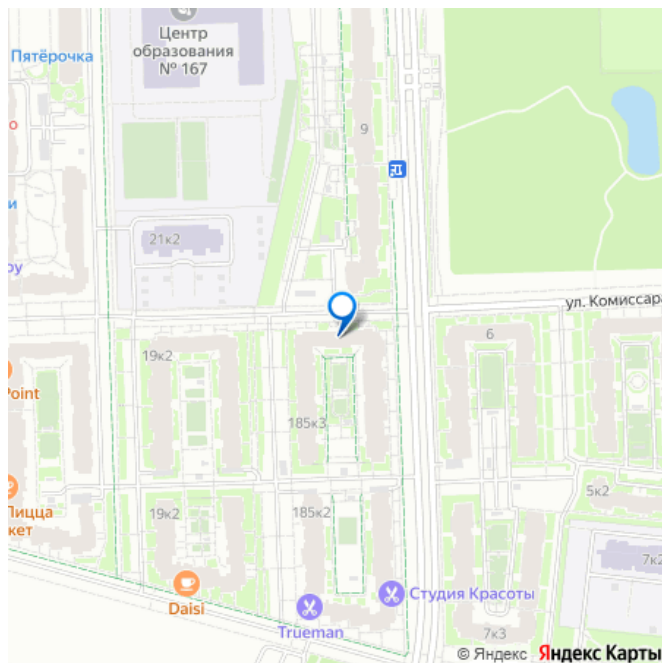 Центр
образования
№ 167
Пятёрочка
о
9
и
21к2
оу
ул. Комиссара
6
19к2
Point
185к3
5к2
Пицца
кет
19к2
185к2
7к2
Daisi
Студия Красоты
Trueman
7к3
© Яндекс Яндекс Карты